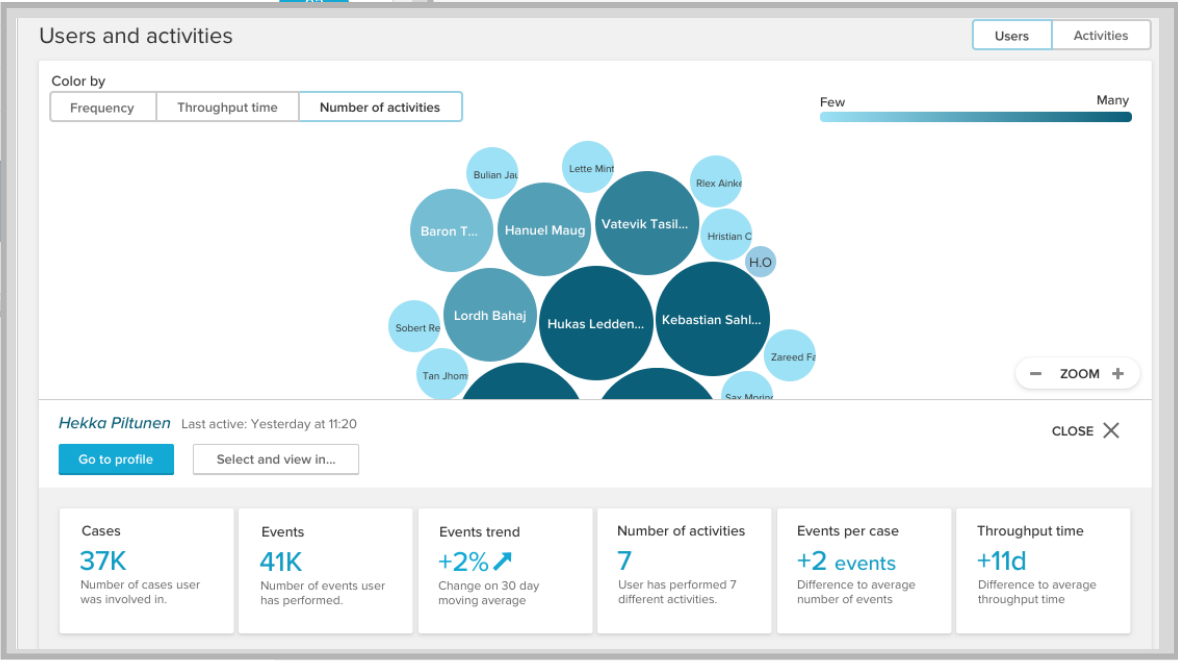 Users and activities
Users
Activities
Color by
Frequency
Throughput time
Number of activities
Few
Many
Bulian Jau
Lette Mint
Rlex Ainke
Baron T...
Hanuel Maug
Vatevik Tasil...
Hristian C
H.O
Lordh Bahaj
Hukas Ledden...
Kebastian Sahl...
Sobert Re
Zareed Fa
Tan Jhom
Sax Moring
ZOOM
Hekka Piltunen
Last active: Yesterday at 11:20
CLOSE
Go to profile
Select and view in...
Cases
37K
Number of cases user
was involved in.
Events
41K
Number of events user
has performed.
Events trend
+2%
Change on 30 day
moving average
Number of activities
7
User has performed 7
different activities.
Events per case
+2 events
Difference to average
number of events
Throughput time
+11d
Difference to average
throughput time